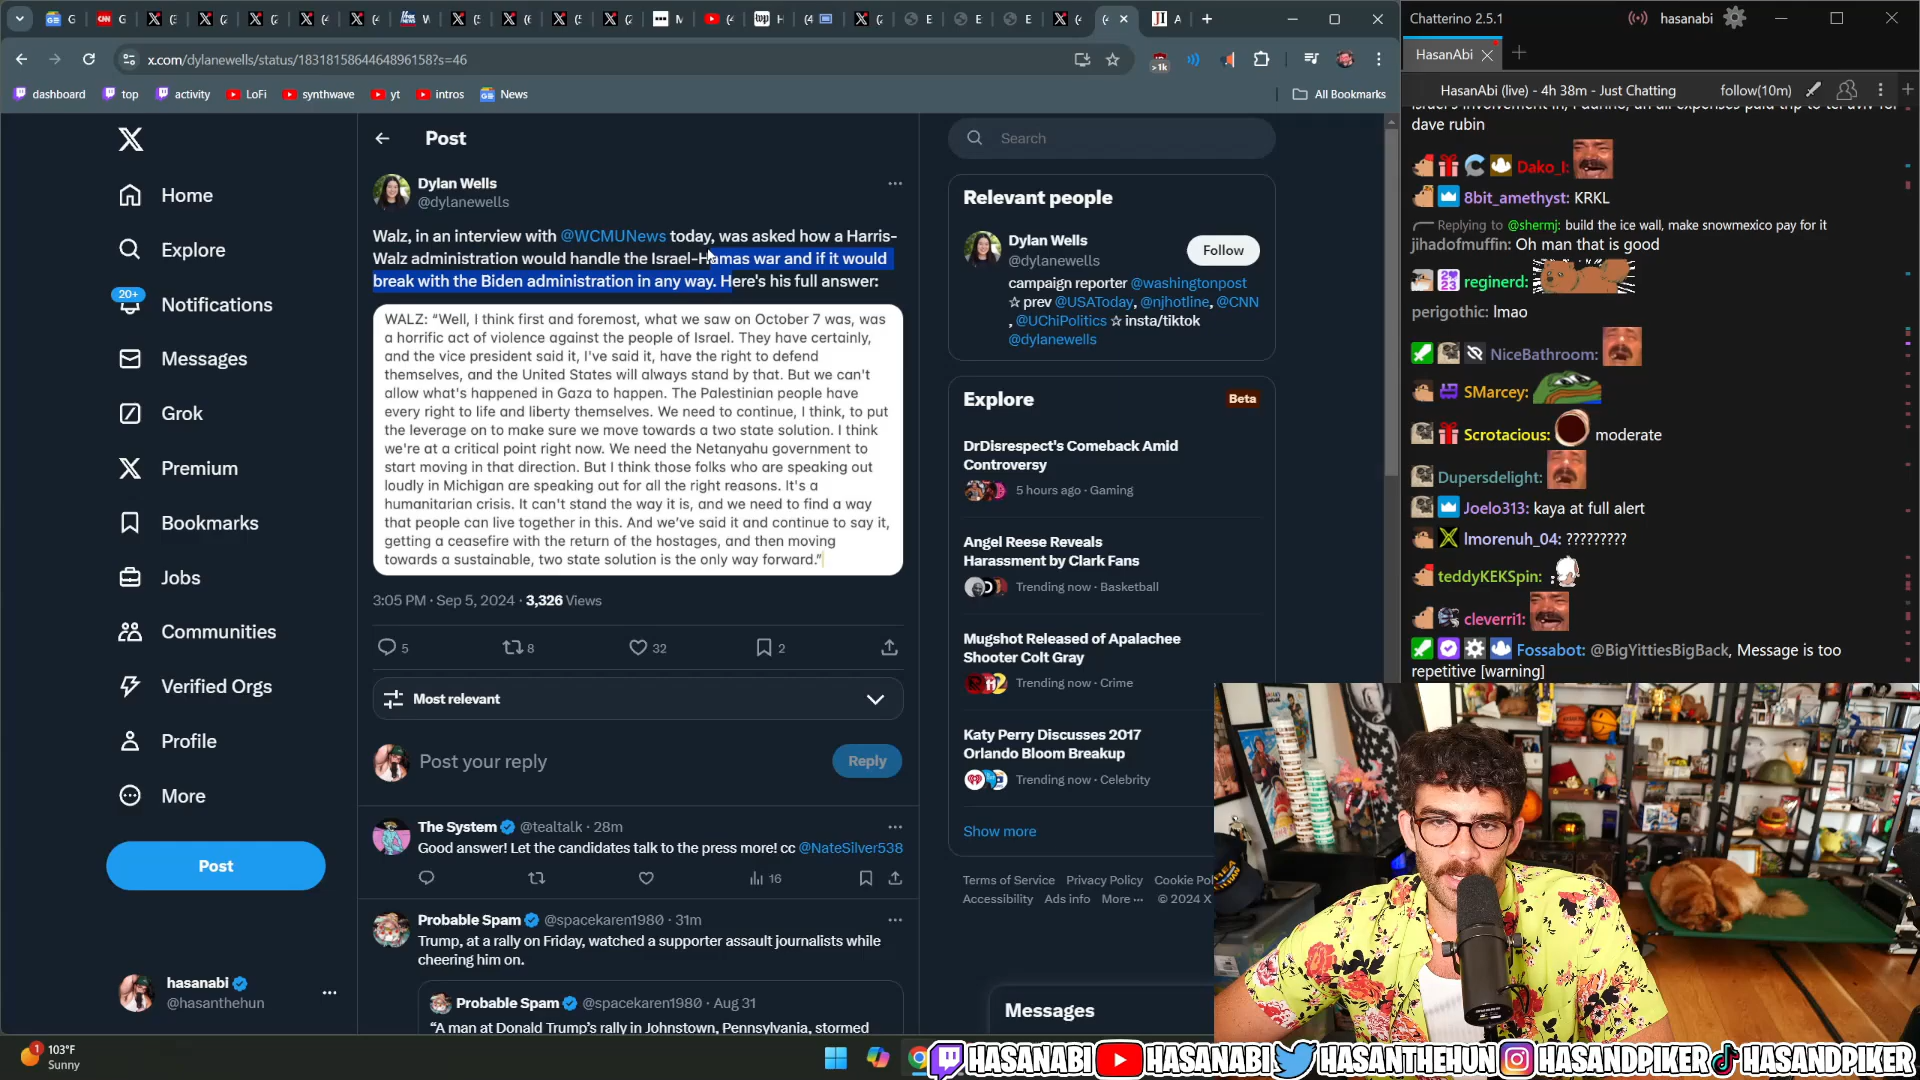 x.com/dylanewells/status/1831815864464896158?s=46
dashboard
top
activity
LoFi
synthwave
yt
intros
News
All Bookmarks
Home
Explore
20+
Notifications
Messages
Grok
Premium
Bookmarks
Jobs
Communities
Verified Orgs
Profile
More
Post
hasanabi
@hasanthehun
Post
Dylan Wells
@dylanewells
Walz, in an interview with @WCMUNews today, was asked how a Harris-
Walz administration would handle the Israel-Hamas war and if it would
break with the Biden administration in any way. Here's his full answer:
WALZ: “Well, I think first and foremost, what we saw on October 7 was, was
a horrific act of violence against the people of Israel. They have certainly,
and the vice president said it, I've said it, have the right to defend
themselves, and the United States will always stand by that. But we can't
allow what's happened in Gaza to happen. The Palestinian people have
every right to life and liberty themselves. We need to continue, I think, to put
the leverage on to make sure we move towards a two state solution. I think
we're at a critical point right now. We need the Netanyahu government to
start moving in that direction. But I think those folks who are speaking out
loudly in Michigan are speaking out for all the right reasons. It's a
humanitarian crisis. It can't stand the way it is, and we need to find a way
that people can live together in this. And we've said it and continue to say it,
getting a ceasefire with the return of the hostages, and then moving
towards a sustainable, two state solution is the only way forward.”
3:05 PM · Sep 5, 2024 · 3,326 Views
5
8
32
2
Most relevant
Post your reply
Reply
The System @tealtalk · 28m
Good answer! Let the candidates talk to the press more! cc @NateSilver538
16
Probable Spam @spacekaren1980 · 31m
Trump, at a rally on Friday, watched a supporter assault journalists while
cheering him on.
Probable Spam @spacekaren1980 · Aug 31
“A man at Donald Trump's rally in Johnstown, Pennsylvania, stormed
Search
Relevant people
Dylan Wells
@dylanewells
Follow
campaign reporter @washingtonpost
☆ prev @USAToday, @njhotline, @CNN
, @UChiPolitics ☆ insta/tiktok
@dylanewells
Explore
Beta
DrDisrespect's Comeback Amid
Controversy
5 hours ago · Gaming
Angel Reese Reveals
Harassment by Clark Fans
Trending now · Basketball
Mugshot Released of Apalachee
Shooter Colt Gray
Trending now · Crime
Katy Perry Discusses 2017
Orlando Bloom Breakup
Trending now · Celebrity
Show more
Terms of Service Privacy Policy Cookie Pol
Accessibility Ads info More ··· © 2024 X
Messages
Chatterino 2.5.1
hasanabi
HasanAbi
HasanAbi (live) - 4h 38m - Just Chatting
follow(10m)
dave rubin
Dako_I:
8bit_amethyst: KRKL
Replying to @shermj: build the ice wall, make snowmexico pay for it
jihadofmuffin: Oh man that is good
reginerd:
perigothic: lmao
NiceBathroom:
SMarcey:
Scrotacious: moderate
Dupersdelight:
Joelo313: kaya at full alert
lmorenuh_04: ?????????
teddyKEKSpin:
cleverri1:
Fossabot: @BigYittiesBigBack, Message is too
repetitive [warning]
1
103°F
Sunny
HASANABI HASANABI HASANTHEHUN HASANDPIKER HASANDPIKER